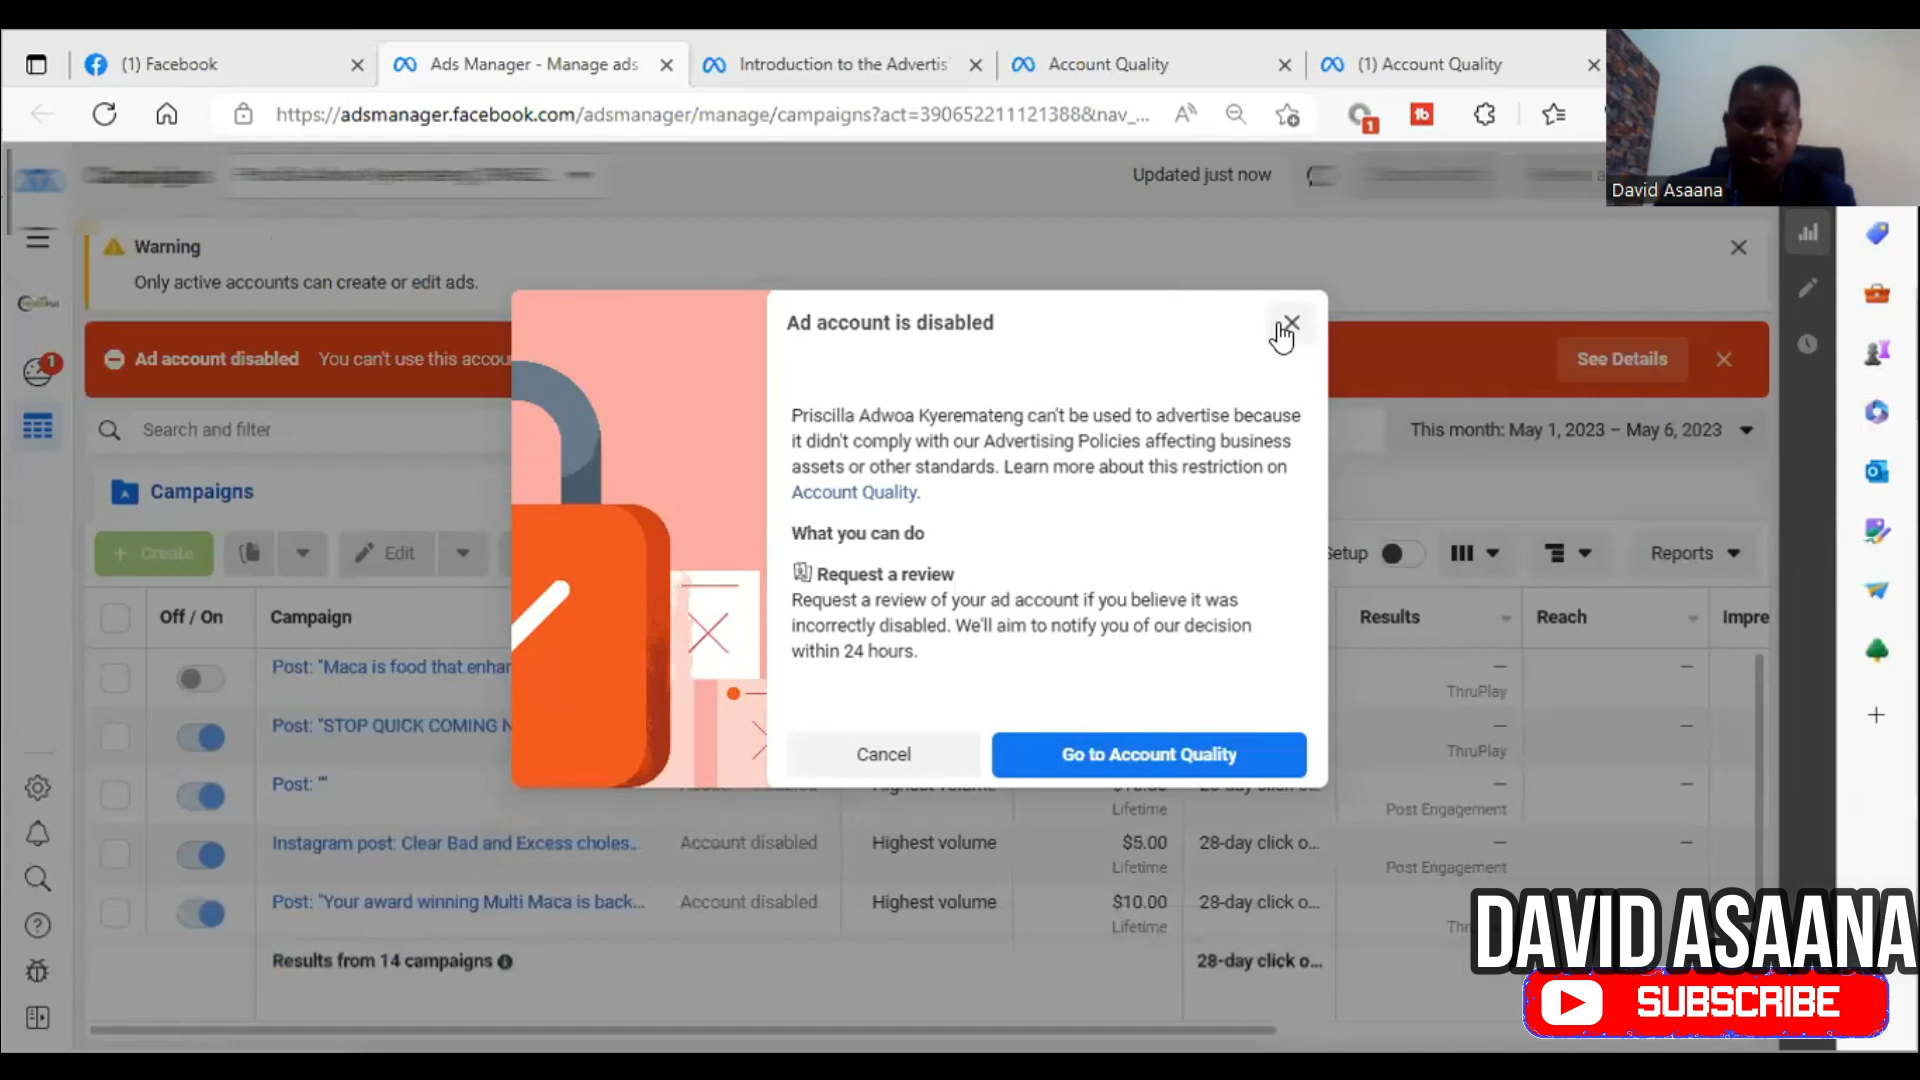 (1) Facebook
Ads Manager - Manage ads
Introduction to the Advertis
Account Quality
(1) Account Quality
https://adsmanager.facebook.com/adsmanager/manage/campaigns?act=390652211121388&nav_...
1
tb
David Asaana
Updated just now
Warning
Only active accounts can create or edit ads.
Ad account disabled You can't use this accou
See Details
1
Search and filter
This month: May 1, 2023 – May 6, 2023
Campaigns
+ Create
Edit
Setup
Reports
Off / On
Campaign
Results
Reach
Impre
Post: "Maca is food that enhar
—
—
ThruPlay
Post: "STOP QUICK COMING N
—
—
ThruPlay
Post: ""
—
—
Lifetime
Post Engagement
Instagram post: Clear Bad and Excess choles...
Account disabled
Highest volume
$5.00
28-day click o...
—
—
Lifetime
Post Engagement
Post: "Your award winning Multi Maca is back...
Account disabled
Highest volume
$10.00
28-day click o...
Lifetime
Thr
Results from 14 campaigns
28-day click o...
Ad account is disabled
Priscilla Adwoa Kyeremateng can't be used to advertise because
it didn't comply with our Advertising Policies affecting business
assets or other standards. Learn more about this restriction on
Account Quality.
What you can do
Request a review
Request a review of your ad account if you believe it was
incorrectly disabled. We'll aim to notify you of our decision
within 24 hours.
Cancel
Go to Account Quality
DAVID ASAANA
SUBSCRIBE